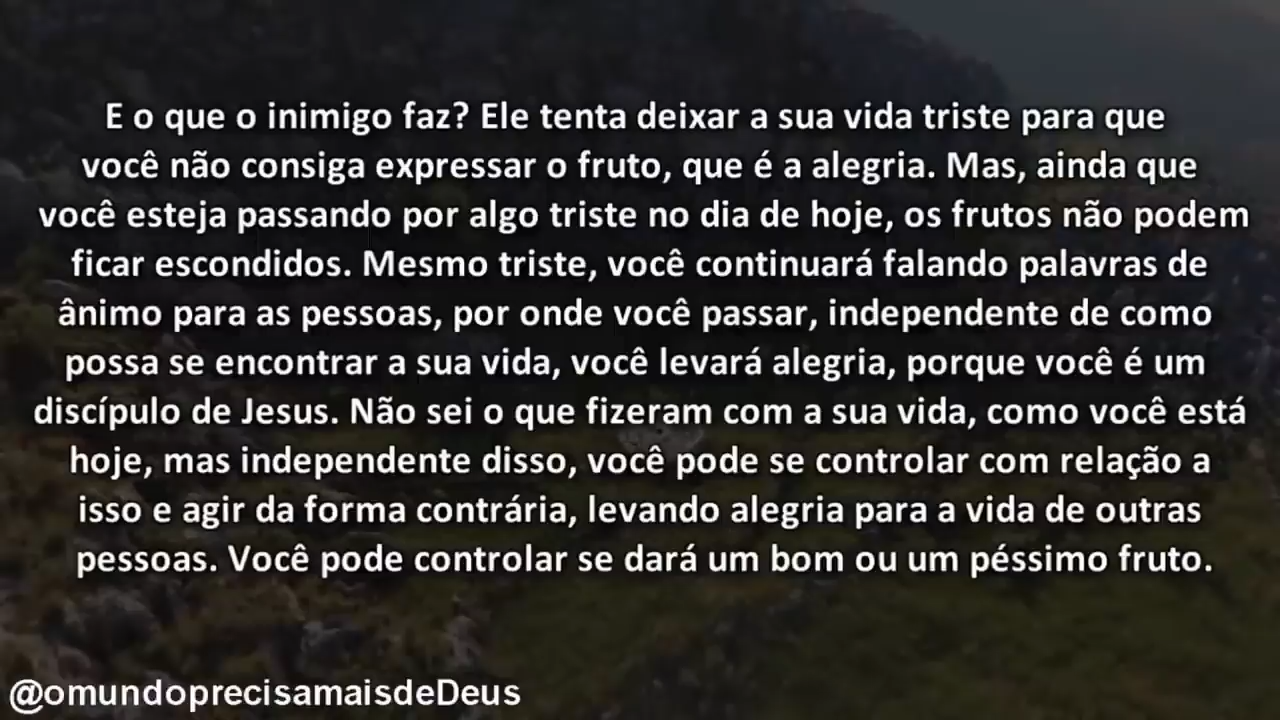 E o que o inimigo faz? Ele tenta deixar a sua vida triste para que
você não consiga expressar o fruto, que é a alegria. Mas, ainda que
você esteja passando por algo triste no dia de hoje, os frutos não podem
ficar escondidos. Mesmo triste, você continuará falando palavras de
ânimo para as pessoas, por onde você passar, independente de como
possa se encontrar a sua vida, você levará alegria, porque você é um
discípulo de Jesus. Não sei o que fizeram com a sua vida, como você está
hoje, mas independente disso, você pode se controlar com relação a
isso e agir da forma contrária, levando alegria para a vida de outras
pessoas. Você pode controlar se dará um bom ou um péssimo fruto.
@omundoprecisamaisdeDeus